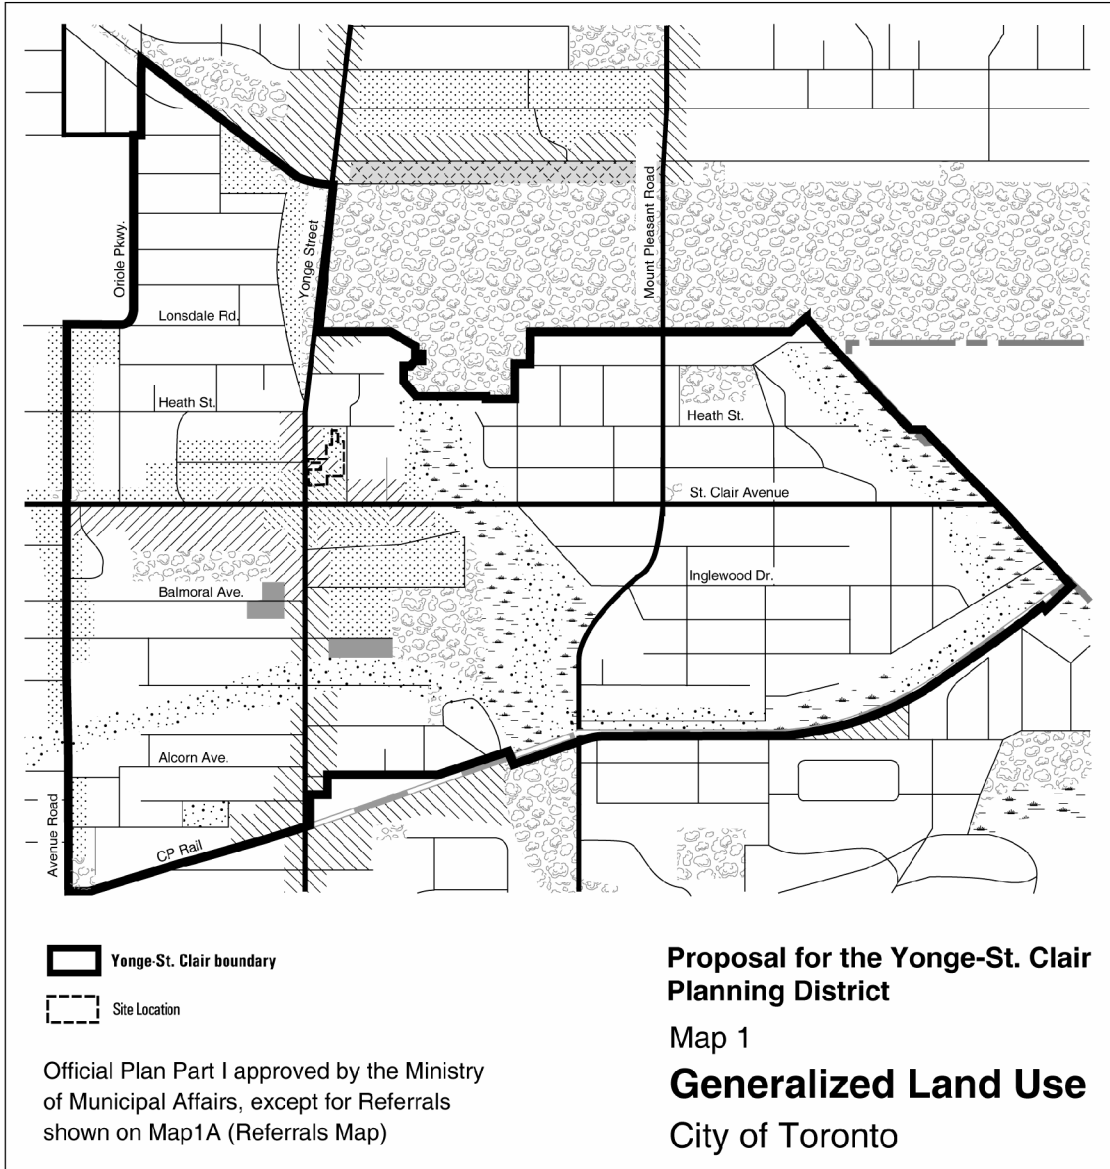 Oriole Pkwy.
Yonge Street
Mount Pleasant Road
Lonsdale Rd.
Heath St.
Heath St.
St. Clair Avenue
Inglewood Dr.
Balmoral Ave.
Alcorn Ave.
Avenue Road
CP Rail
Yonge-St. Clair boundary
Site Location
Official Plan Part I approved by the Ministry
of Municipal Affairs, except for Referrals
shown on Map1A (Referrals Map)
Proposal for the Yonge-St. Clair
Planning District
Map 1
Generalized Land Use
City of Toronto